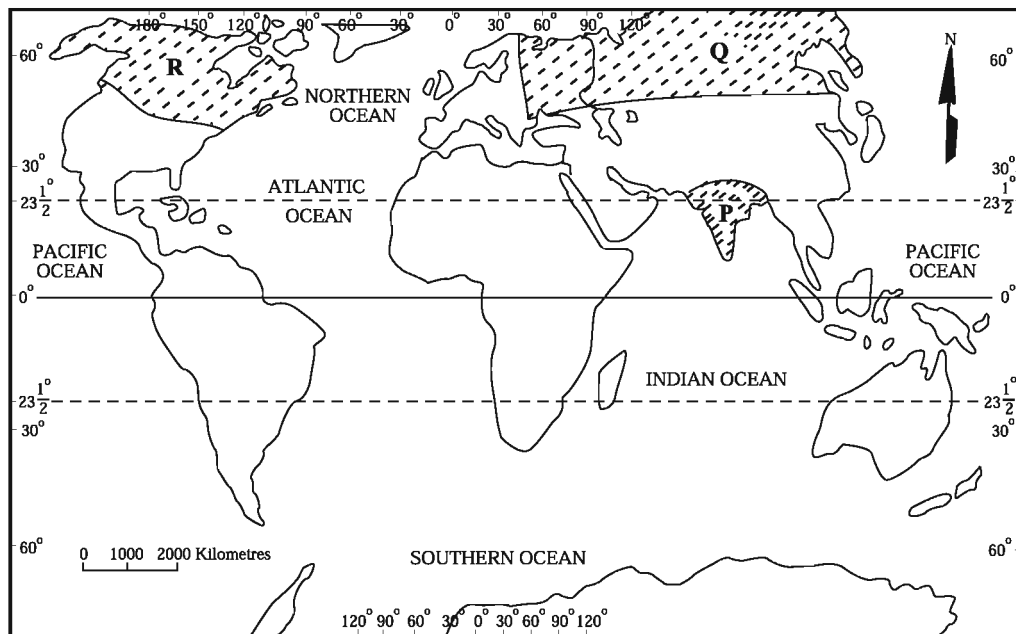 180° 150° 120° 0° 90° 60° 30° 0° 30° 60° 90° 120°
60° R Q N 60°
NORTHERN
OCEAN
30° 30°
ATLANTIC
OCEAN
23 1/2° P 23 1/2°
PACIFIC
OCEAN
PACIFIC
OCEAN
0° 0°
INDIAN OCEAN
23 1/2° 23 1/2°
30° 30°
60° 60°
0 1000 2000 Kilometres
SOUTHERN OCEAN
120° 90° 60° 30° 0° 30° 60° 90° 120°